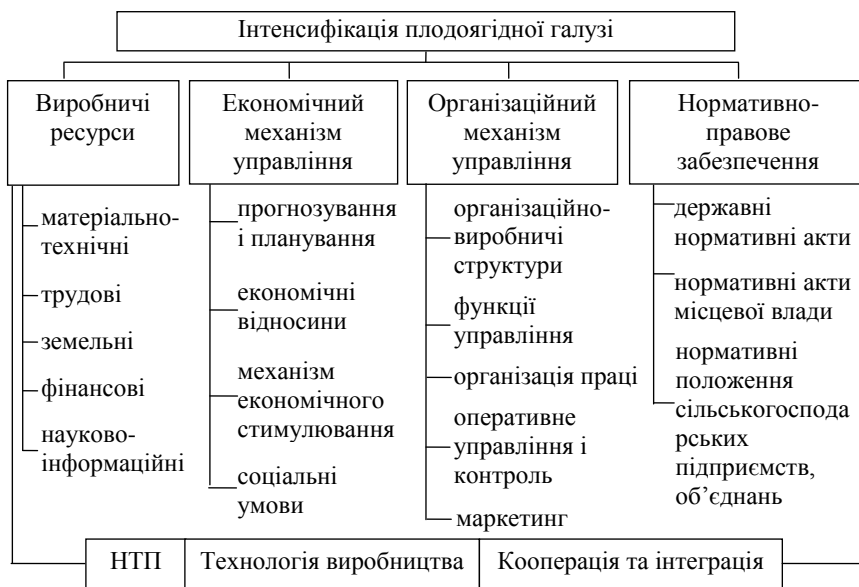 Інтенсифікація плодоягідної галузі
Виробничі
ресурси
Економічний
механізм
управління
Організаційний
механізм
управління
Нормативно-
правове
забезпечення
матеріально-
технічні
трудові
земельні
фінансові
науково-
інформаційні
прогнозування
і планування
економічні
відносини
механізм
економічного
стимулювання
соціальні
умови
організаційно-
виробничі
структури
функції
управління
організація праці
оперативне
управління і
контроль
маркетинг
державні
нормативні акти
нормативні акти
місцевої влади
нормативні
положення
сільськогоспода
рських
підприємств,
об’єднань
НТП
Технологія виробництва
Кооперація та інтеграція